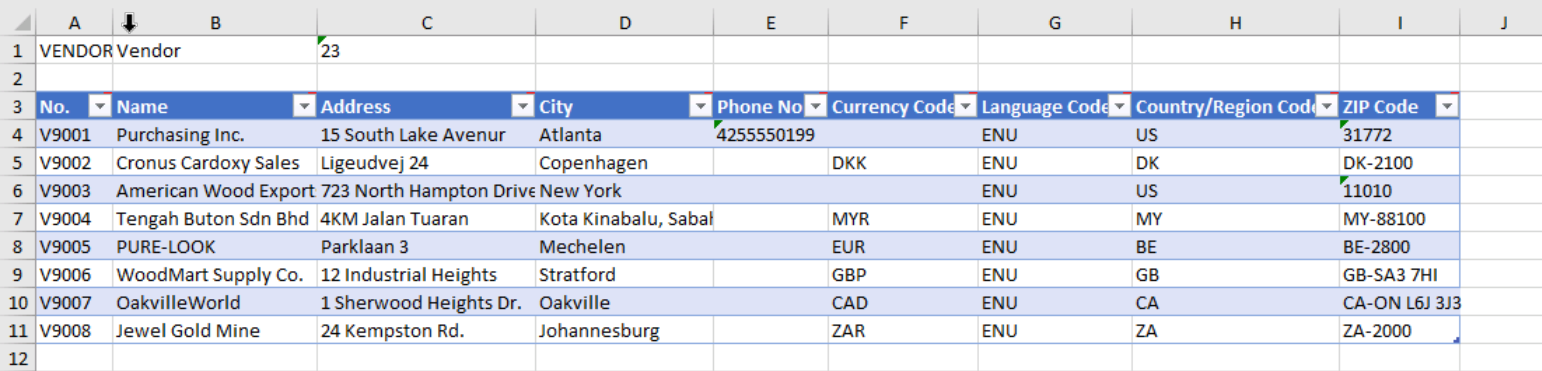 A B C D E F G H I J
1 VENDOR Vendor 23
2
3 No. Name Address City Phone No Currency Code Language Code Country/Region Code ZIP Code
4 V9001 Purchasing Inc. 15 South Lake Avenur Atlanta 4255550199 ENU US 31772
5 V9002 Cronus Cardoxy Sales Ligeudvej 24 Copenhagen DKK ENU DK DK-2100
6 V9003 American Wood Export 723 North Hampton Drive New York ENU US 11010
7 V9004 Tengah Buton Sdn Bhd 4KM Jalan Tuaran Kota Kinabalu, Sabah MYR ENU MY MY-88100
8 V9005 PURE-LOOK Parklaan 3 Mechelen EUR ENU BE BE-2800
9 V9006 WoodMart Supply Co. 12 Industrial Heights Stratford GBP ENU GB GB-SA3 7HI
10 V9007 OakvilleWorld 1 Sherwood Heights Dr. Oakville CAD ENU CA CA-ON L6J 3J3
11 V9008 Jewel Gold Mine 24 Kempston Rd. Johannesburg ZAR ENU ZA ZA-2000
12